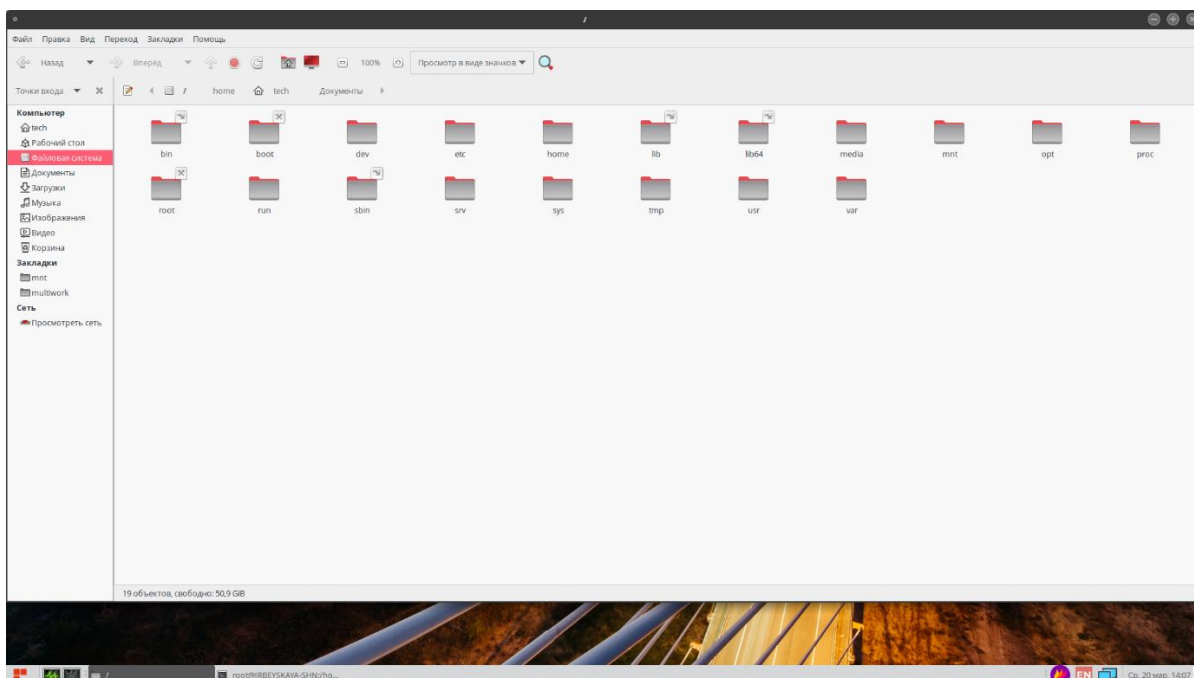 /
Файл Правка Вид Переход Закладки Помощь
Назад Вперед 100% Просмотр в виде значков
Точки входа / home tech Документы
Компьютер
tech
Рабочий стол
Файловая система
Документы
Загрузки
Музыка
Изображения
Видео
Корзина
Закладки
mnt
multiwork
Сеть
Просмотреть сеть
bin boot dev etc home lib lib64 media mnt opt proc
root run sbin srv sys tmp usr var
19 объектов, свободно: 50,9 GiB
/ EN Ср, 20 мар, 14:07